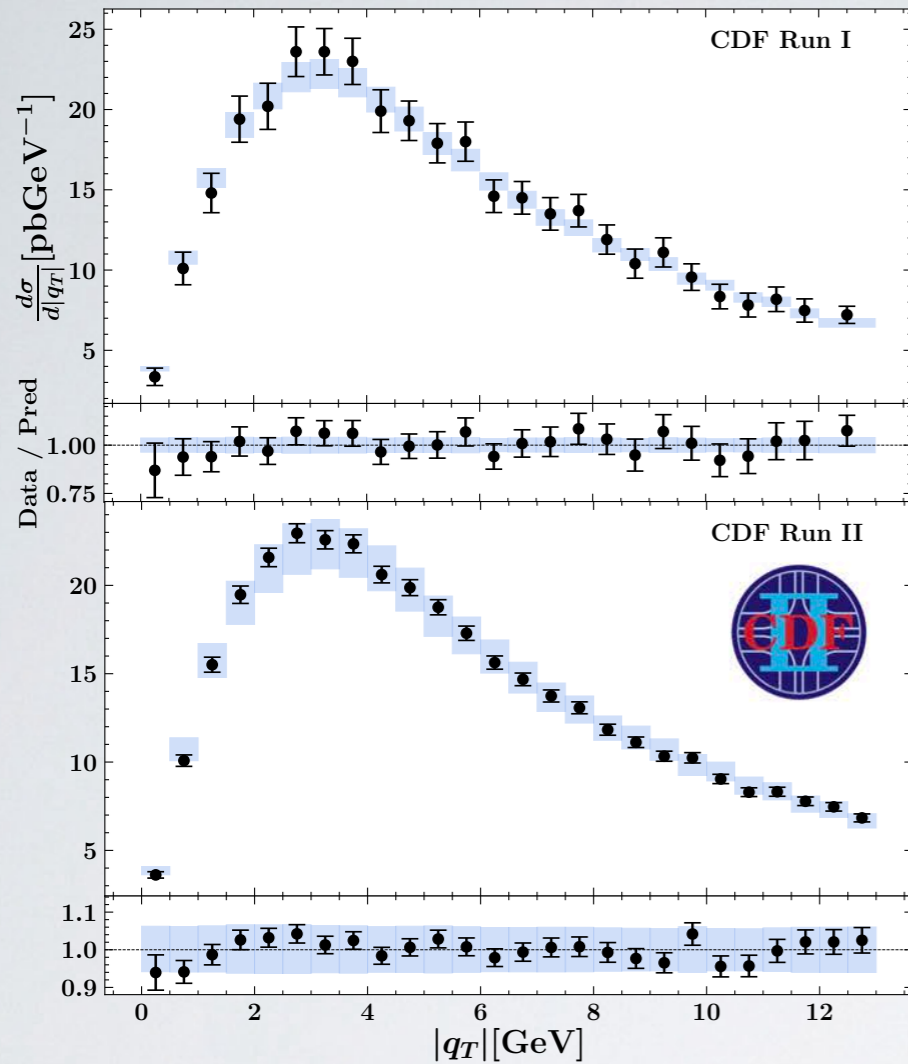 CDF Run I
25
20
15
10
5
dσ/d|q_T| [pbGeV⁻¹]
1.00
0.75
Data / Pred
CDF Run II
II
CDF
20
15
10
5
1.1
1.0
0.9
0 2 4 6 8 10 12
|q_T|[GeV]